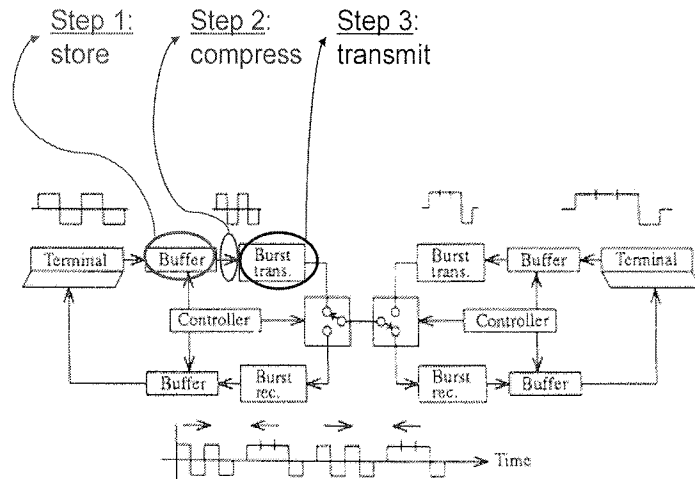 Step 1:
store
Step 2:
compress
Step 3:
transmit
Terminal
Buffer
Burst
trans.
Burst
trans.
Buffer
Terminal
Controller
Controller
Buffer
Burst
rec.
Burst
rec.
Buffer
Time